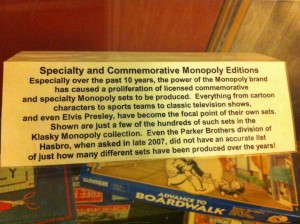 Specialty and Commemorative Monopoly Editions
Especially over the past 10 years, the power of the Monopoly brand
has caused a proliferation of licensed commemorative
and specialty Monopoly sets to be produced. Everything from cartoon
characters to sports teams to classic television shows,
and even Elvis Presley, have become the focal point of their own sets.
Shown are just a few of the hundreds of such sets in the
Klasky Monopoly collection. Even the Parker Brothers division of
Hasbro, when asked in late 2007, did not have an accurate list
of just how many different sets have been produced over the years!
ADVANCE TO
BOARDWALK